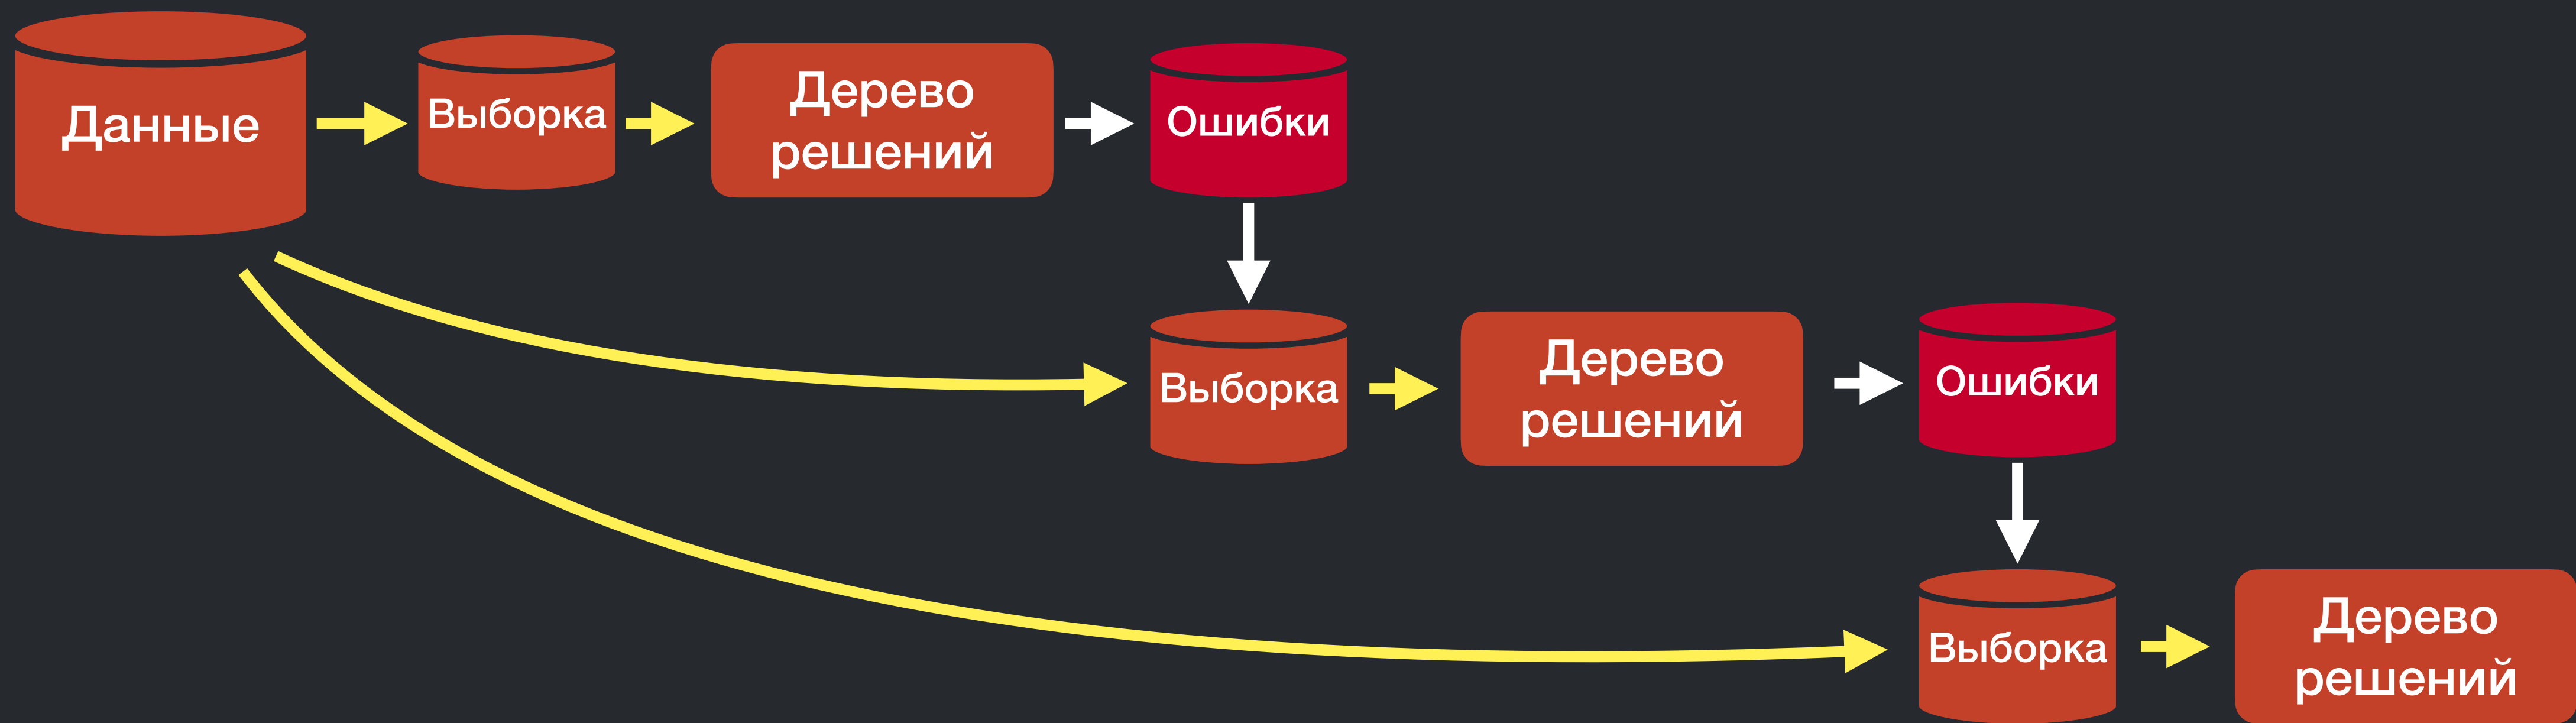 Данные
Выборка
Дерево
решений
Ошибки
Выборка
Дерево
решений
Ошибки
Выборка
Дерево
решений